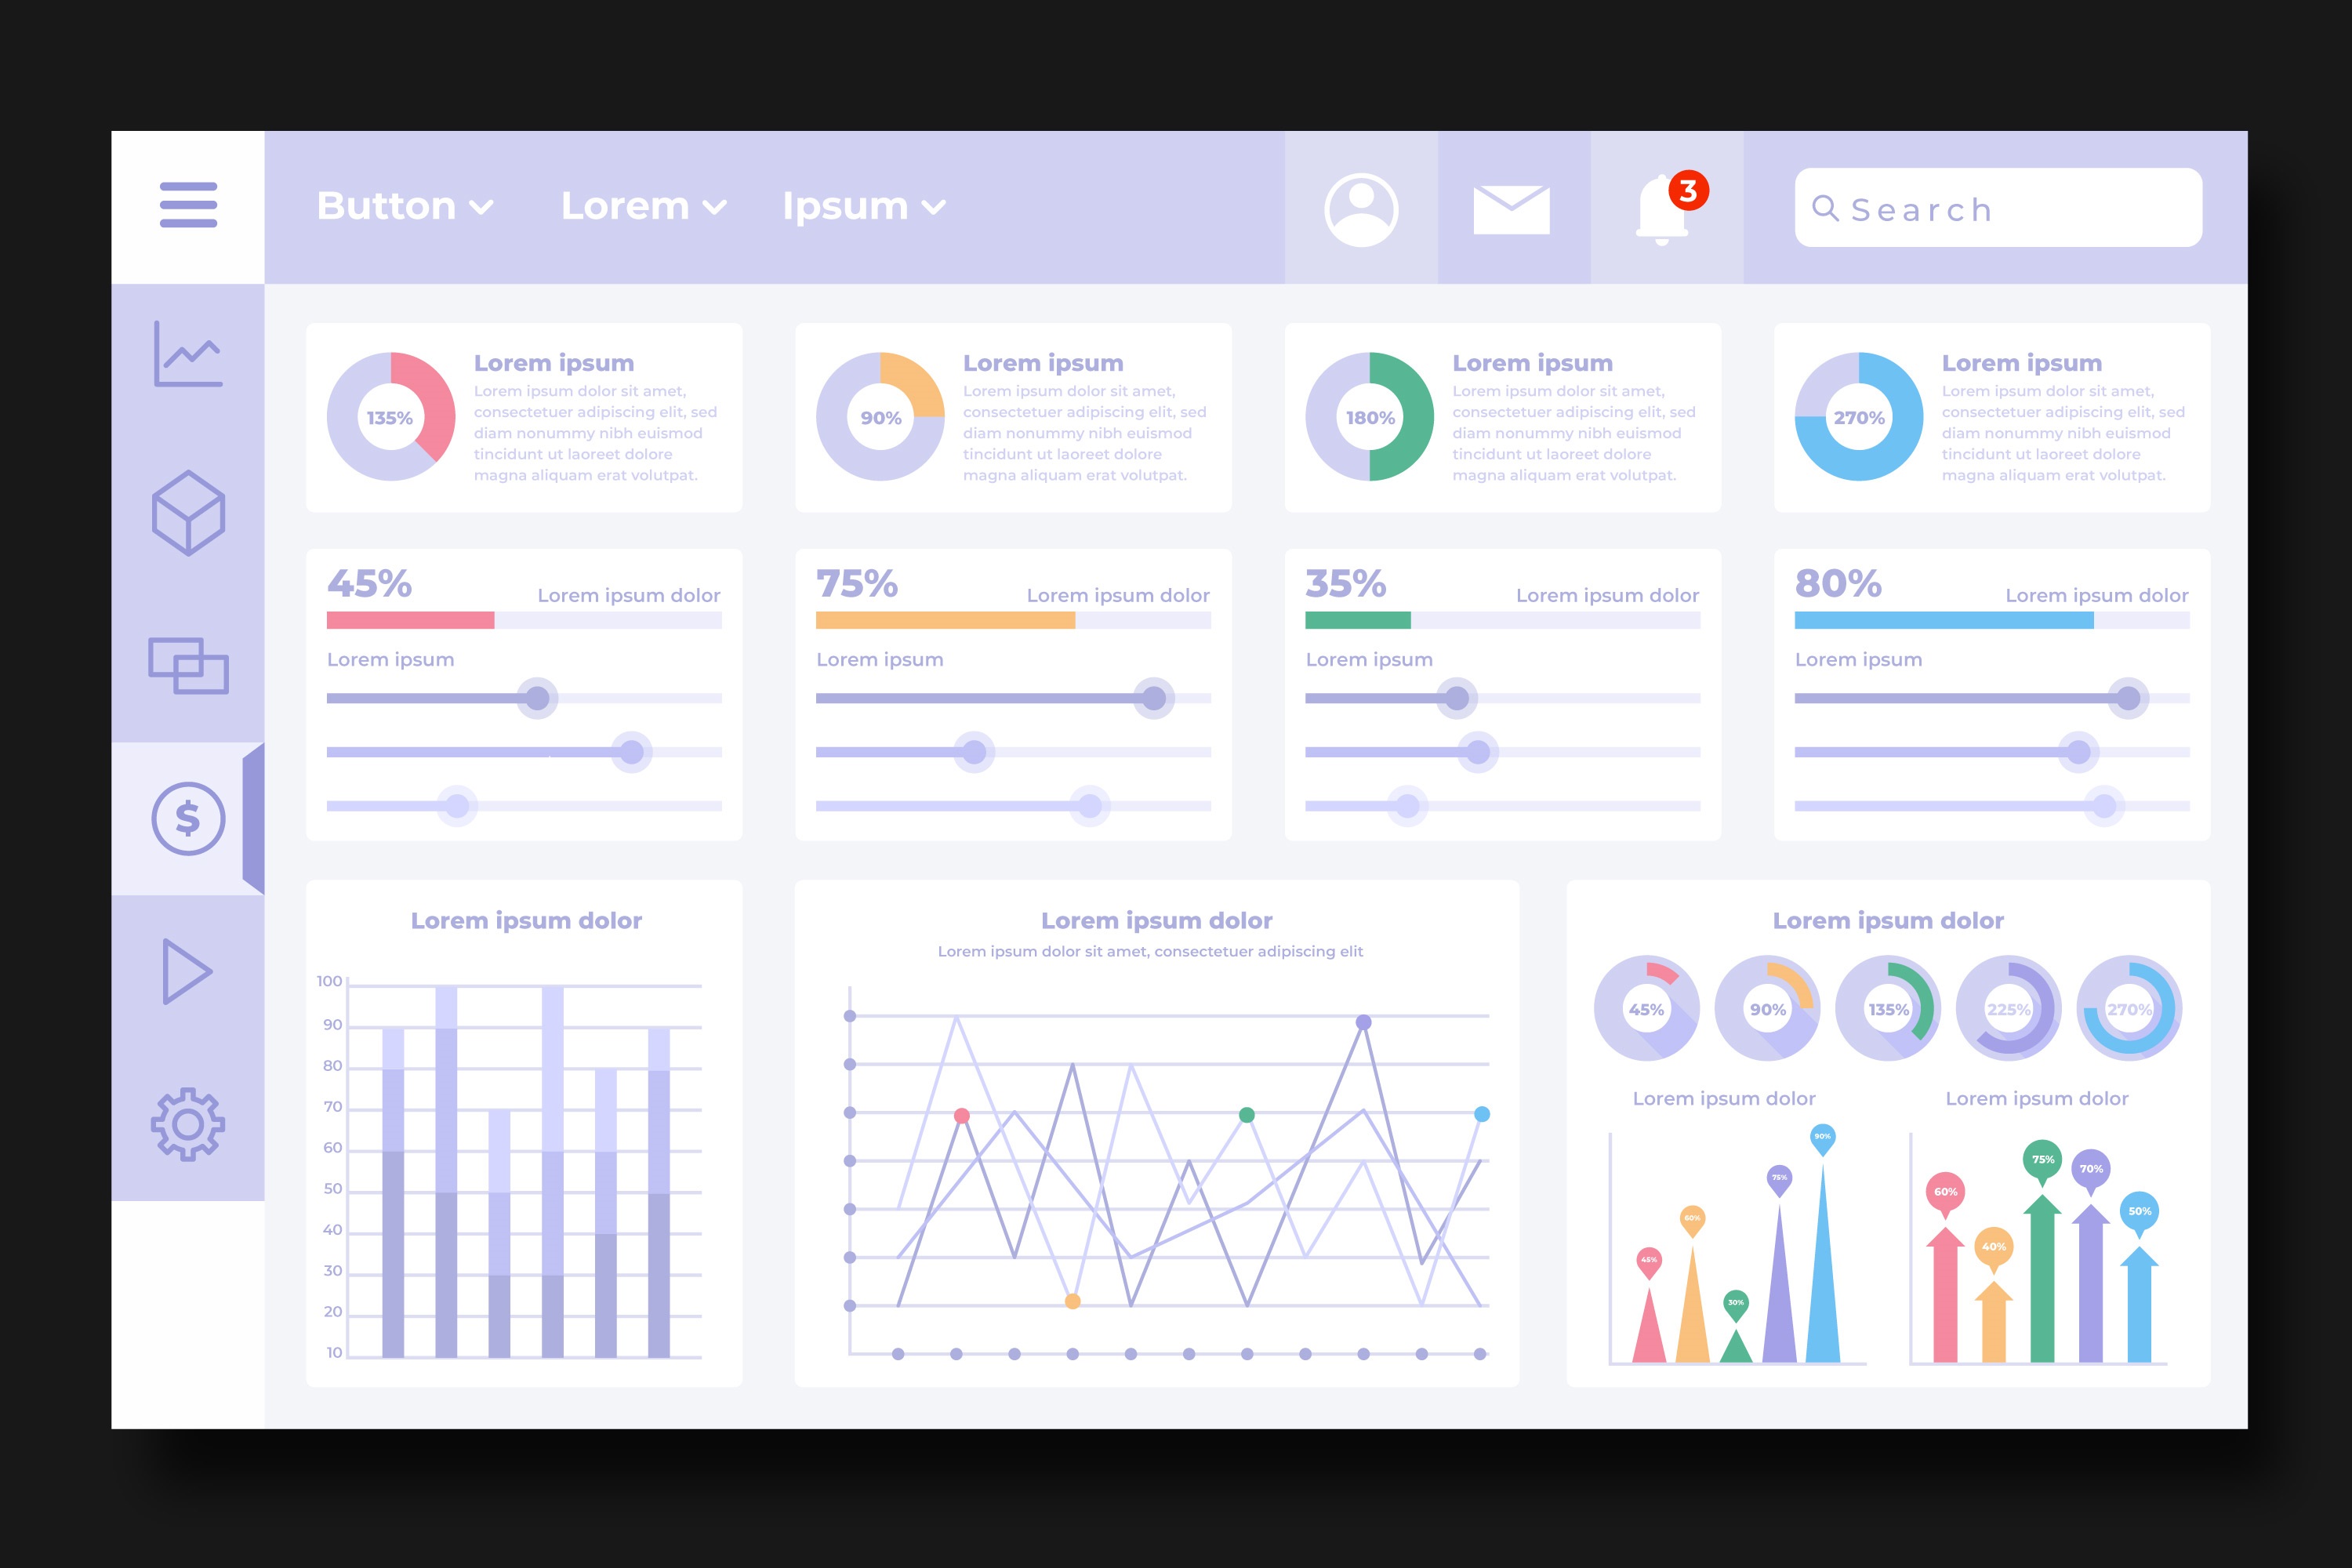 Button Lorem Ipsum 3 Search
135%
Lorem ipsum
Lorem ipsum dolor sit amet,
consectetuer adipiscing elit, sed
diam nonummy nibh euismod
tincidunt ut laoreet dolore
magna aliquam erat volutpat.
90%
Lorem ipsum
Lorem ipsum dolor sit amet,
consectetuer adipiscing elit, sed
diam nonummy nibh euismod
tincidunt ut laoreet dolore
magna aliquam erat volutpat.
180%
Lorem ipsum
Lorem ipsum dolor sit amet,
consectetuer adipiscing elit, sed
diam nonummy nibh euismod
tincidunt ut laoreet dolore
magna aliquam erat volutpat.
270%
Lorem ipsum
Lorem ipsum dolor sit amet,
consectetuer adipiscing elit, sed
diam nonummy nibh euismod
tincidunt ut laoreet dolore
magna aliquam erat volutpat.
45%
Lorem ipsum dolor
Lorem ipsum
75%
Lorem ipsum dolor
Lorem ipsum
35%
Lorem ipsum dolor
Lorem ipsum
80%
Lorem ipsum dolor
Lorem ipsum
$
Lorem ipsum dolor
100
90
80
70
60
50
40
30
20
10
Lorem ipsum dolor
Lorem ipsum dolor sit amet, consectetuer adipiscing elit
Lorem ipsum dolor
45% 90% 135% 225% 270%
Lorem ipsum dolor
45% 60% 30% 75% 90%
Lorem ipsum dolor
60% 40% 75% 70% 50%